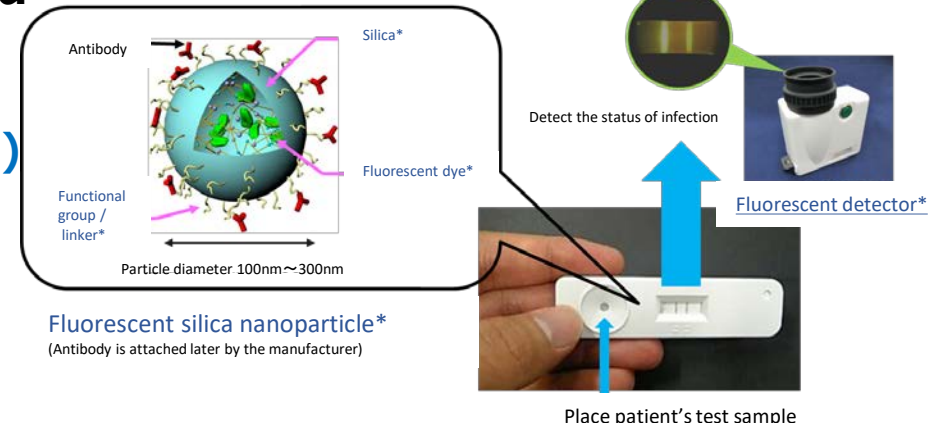 Antibody
Silica*
Fluorescent dye*
Functional
group /
linker*
Particle diameter 100nm～300nm
Fluorescent silica nanoparticle*
(Antibody is attached later by the manufacturer)
)
Detect the status of infection
Fluorescent detector*
Place patient's test sample